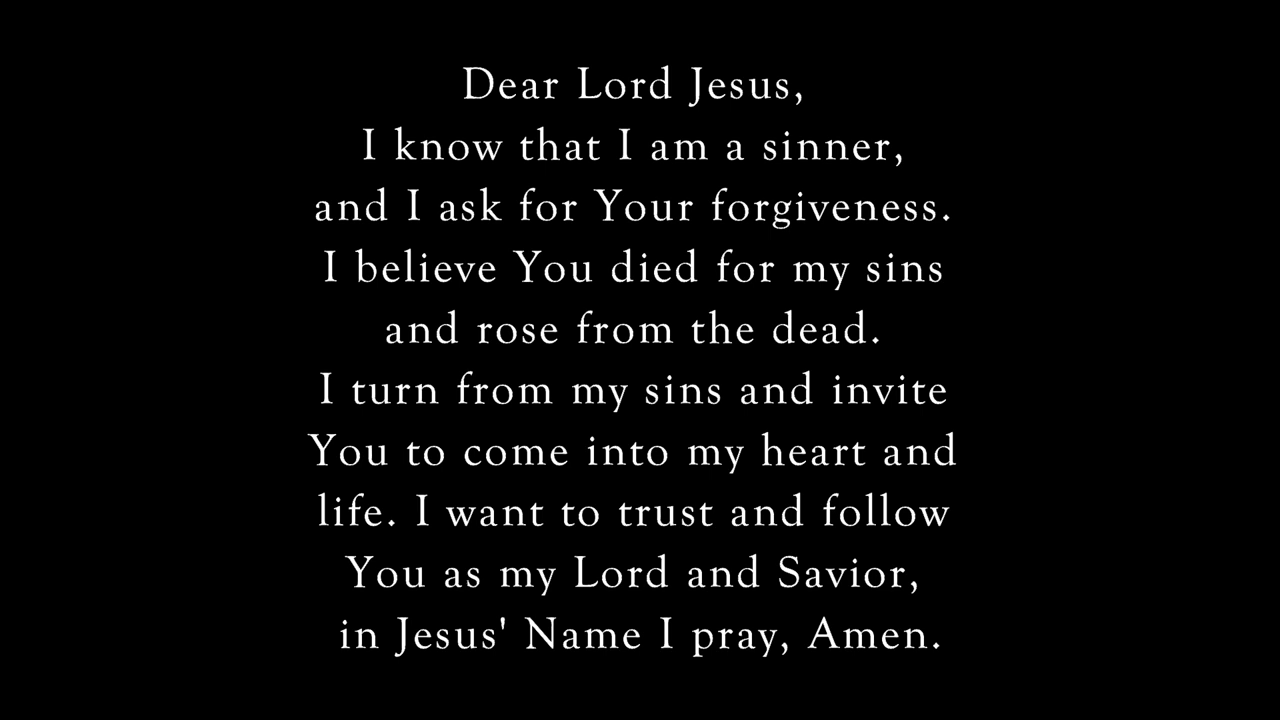 Dear Lord Jesus,
I know that I am a sinner,
and I ask for Your forgiveness.
I believe You died for my sins
and rose from the dead.
I turn from my sins and invite
You to come into my heart and
life. I want to trust and follow
You as my Lord and Savior,
in Jesus' Name I pray, Amen.